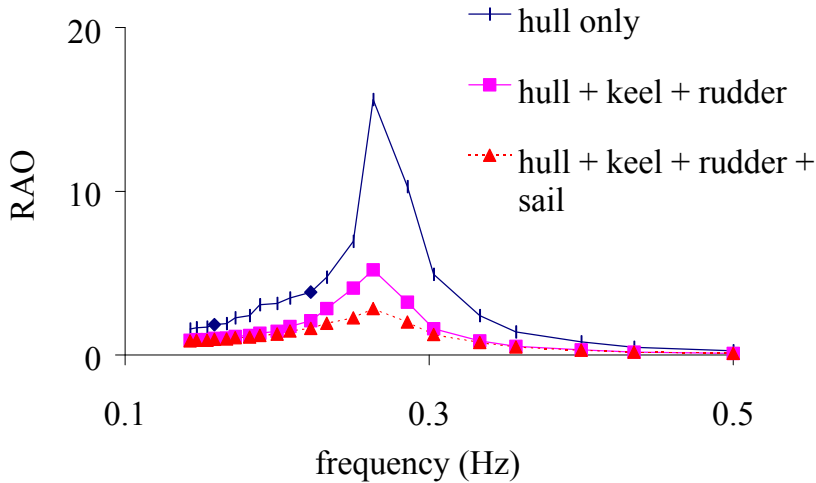 20
hull only
hull + keel + rudder
hull + keel + rudder +
sail
RAO
10
0
0.1
0.3
0.5
frequency (Hz)